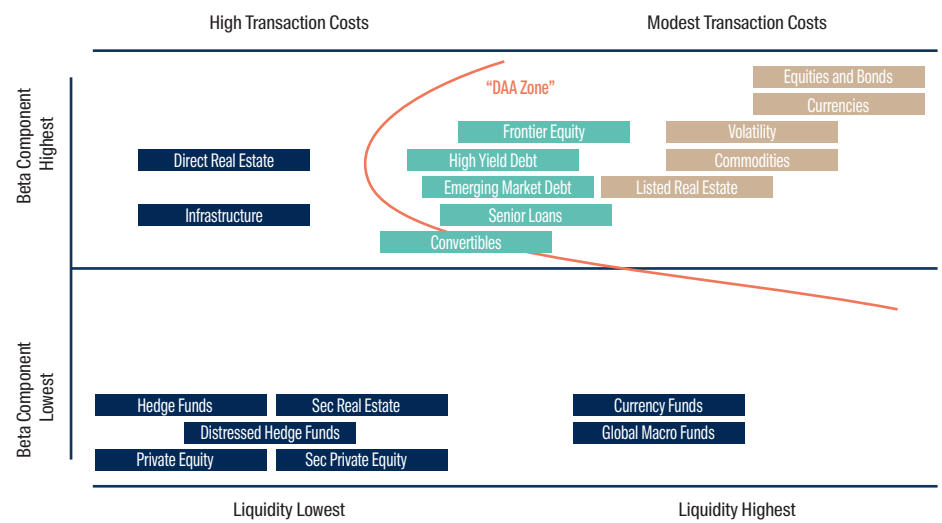 High Transaction Costs
Modest Transaction Costs
Beta Component
Highest
“DAA Zone”
Equities and Bonds
Currencies
Frontier Equity
Volatility
Direct Real Estate
High Yield Debt
Commodities
Emerging Market Debt
Listed Real Estate
Infrastructure
Senior Loans
Convertibles
Beta Component
Lowest
Hedge Funds
Sec Real Estate
Currency Funds
Distressed Hedge Funds
Global Macro Funds
Private Equity
Sec Private Equity
Liquidity Lowest
Liquidity Highest